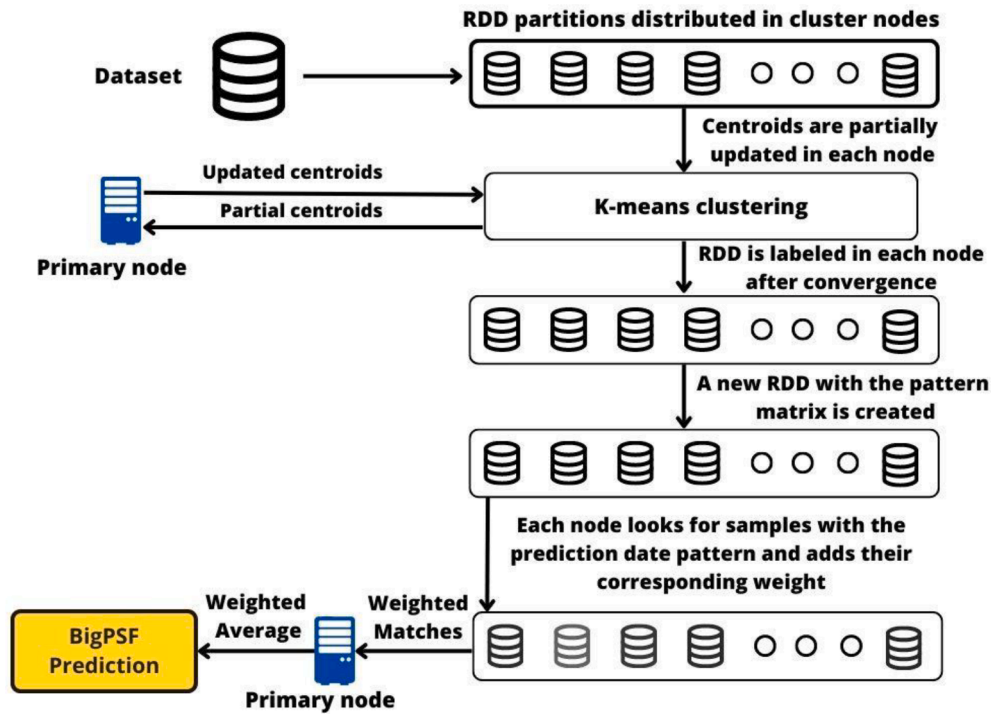 RDD partitions distributed in cluster nodes
Dataset
Centroids are partially
updated in each node
Updated centroids
Partial centroids
K-means clustering
Primary node
RDD is labeled in each node
after convergence
A new RDD with the pattern
matrix is created
Each node looks for samples with the
prediction date pattern and adds their
corresponding weight
Weighted
Average
Weighted
Matches
BigPSF
Prediction
Primary node